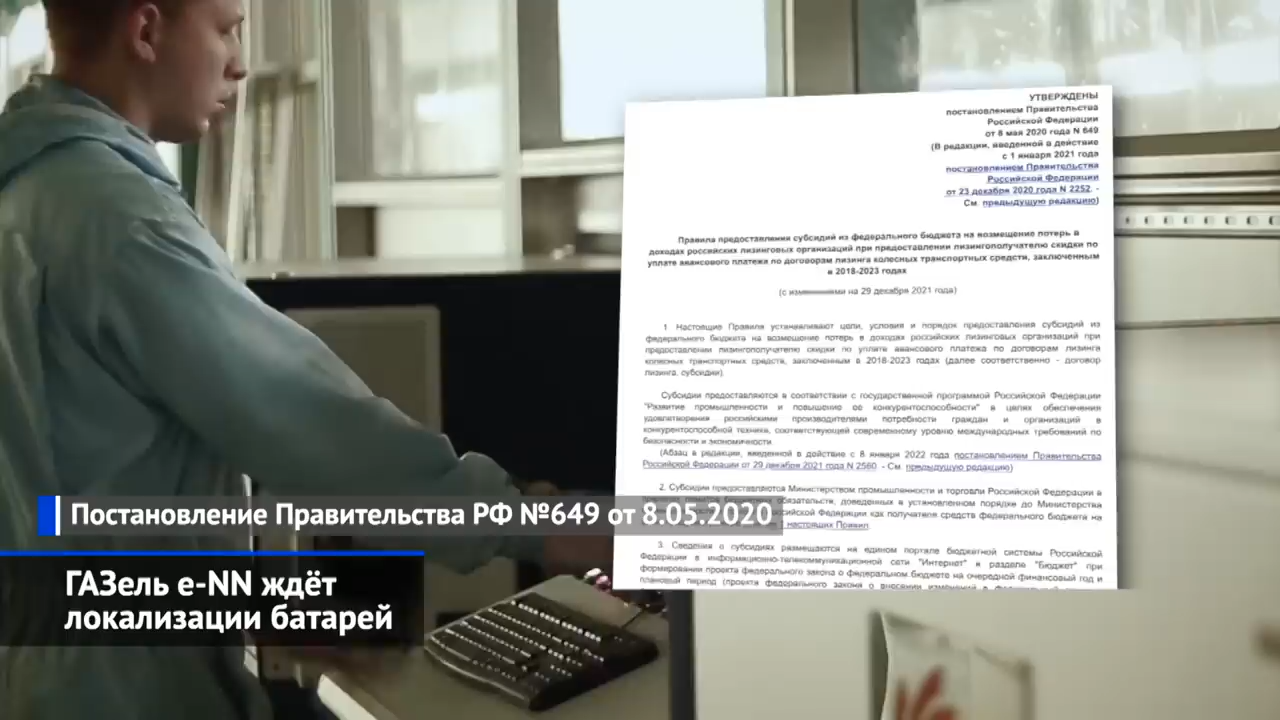 УТВЕРЖДЕНЫ
постановлением Правительства
Российской Федерации
от 8 мая 2020 года N 649
(В редакции, введенной в действие
с 1 января 2021 года
постановлением Правительства
Российской Федерации
от 23 декабря 2020 года N 2252. -
См. предыдущую редакцию)
Правила предоставления субсидий из федерального бюджета на возмещение потерь в
доходах российских лизинговых организаций при предоставлении лизингополучателю скидки по
уплате авансового платежа по договорам лизинга колесных транспортных средств, заключенным
в 2018-2023 годах
(с изменениями на 29 декабря 2021 года)
1. Настоящие Правила устанавливают цели, условия и порядок предоставления субсидий из
федерального бюджета на возмещение потерь в доходах российских лизинговых организаций при
предоставлении лизингополучателю скидки по уплате авансового платежа по договорам лизинга
колесных транспортных средств, заключенным в 2018-2023 годах (далее соответственно - договор
лизинга, субсидии).
Субсидии предоставляются в соответствии с государственной программой Российской Федерации
"Развитие промышленности и повышение ее конкурентоспособности" в целях обеспечения
удовлетворения российскими производителями потребности граждан и организаций в
конкурентоспособной технике, соответствующей современному уровню международных требований по
безопасности и экономичности.
(Абзац в редакции, введенной в действие с 8 января 2022 года постановлением Правительства
Российской Федерации от 29 декабря 2021 года N 2560. - См. предыдущую редакцию)
2. Субсидии предоставляются Министерством промышленности и торговли Российской Федерации в
обязательств, доведенных в установленном порядке до Министерства
Российской Федерации как получателя средств федерального бюджета на
настоящих Правил.
3. Сведения о субсидиях размещаются на едином портале бюджетной системы Российской
Федерации в информационно-телекоммуникационной сети "Интернет" в разделе "Бюджет" при
формировании проекта федерального закона о федеральном бюджете на очередной финансовый год и
плановый период (проекта федерального закона о внесении изменений в Федеральный
Постановление Правительства РФ №649 от 8.05.2020
ГАЗель e-NN ждёт
локализации батарей